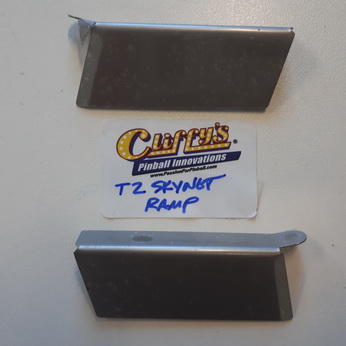 Cliffy's®
Pinball Innovations
www.PassionForPinball.com
T2 SKYNET
RAMP